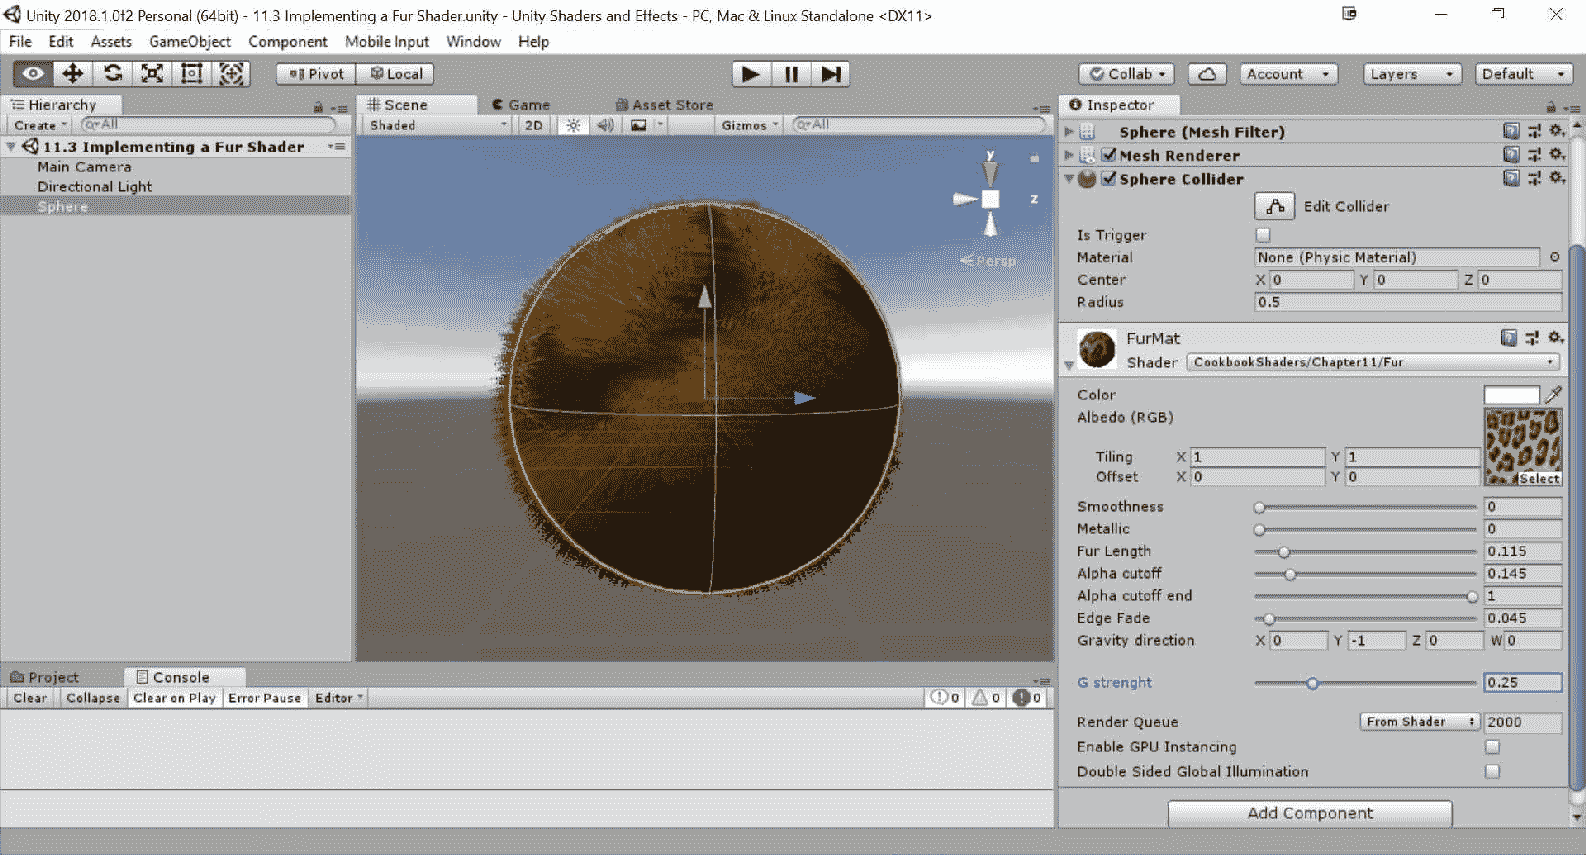 Unity 2018.1.0f2 Personal (64bit) - 11.3 Implementing a Fur Shader.unity - Unity Shaders and Effects - PC, Mac & Linux Standalone <DX11>
File Edit Assets GameObject Component Mobile Input Window Help
Pivot Local Collab Account Layers Default
Hierarchy
Create All
11.3 Implementing a Fur Shader
Main Camera
Directional Light
Sphere
Scene Game Asset Store
Shaded 2D Gizmos All
y
z
Persp
Project Console
Clear Collapse Clear on Play Error Pause Editor 0 0 0
Inspector
Sphere (Mesh Filter)
Mesh Renderer
Sphere Collider
Edit Collider
Is Trigger
Material None (Physic Material)
Center X 0 Y 0 Z 0
Radius 0.5
FurMat
Shader CookbookShaders/Chapter11/Fur
Color
Albedo (RGB)
Tiling X 1 Y 1
Offset X 0 Y 0
Select
Smoothness 0
Metallic 0
Fur Length 0.115
Alpha cutoff 0.145
Alpha cutoff end 1
Edge Fade 0.045
Gravity direction X 0 Y -1 Z 0 W 0
G strenght 0.25
Render Queue From Shader 2000
Enable GPU Instancing
Double Sided Global Illumination
Add Component